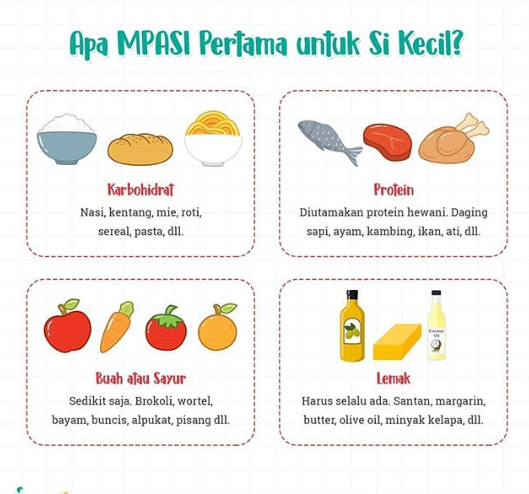 Apa MPASI Pertama untuk Si Kecil?
Karbohidrat
Nasi, kentang, mie, roti,
sereal, pasta, dll.
Protein
Diutamakan protein hewani. Daging
sapi, ayam, kambing, ikan, ati, dll.
Buah atau Sayur
Sedikit saja. Brokoli, wortel,
bayam, buncis, alpukat, pisang dll.
Coconut
Oil
Lemak
Harus selalu ada. Santan, margarin,
butter, olive oil, minyak kelapa, dll.